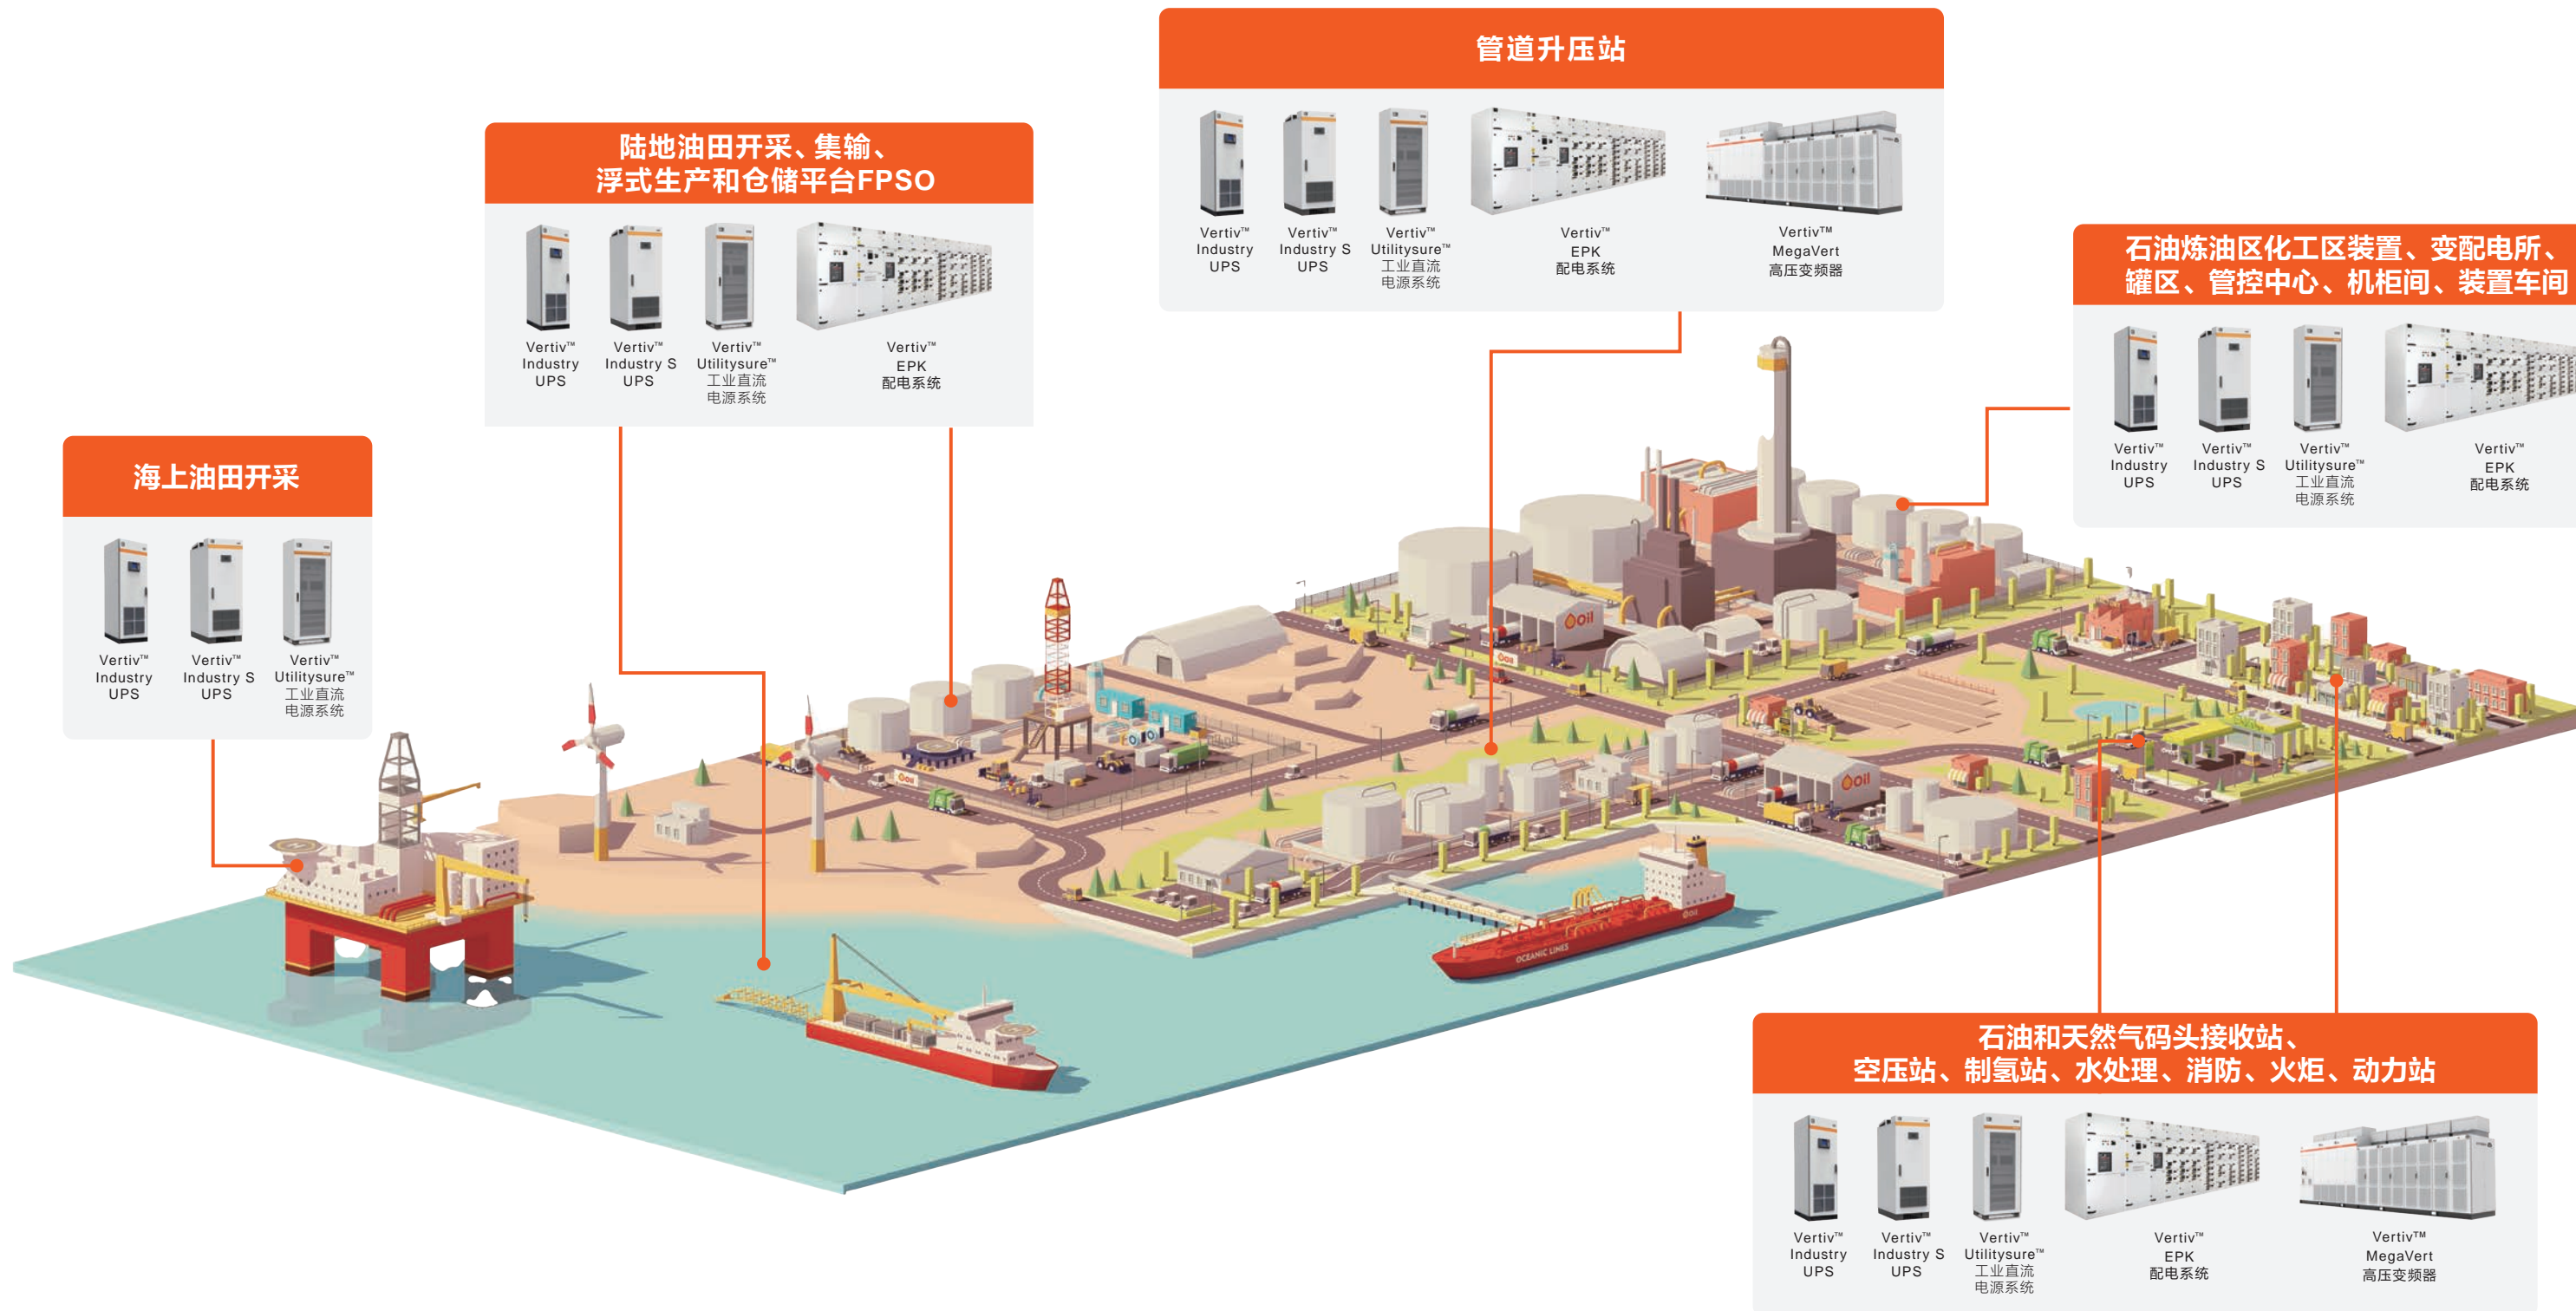 管道升压站
Vertiv™
Industry
UPS
Vertiv™
Industry S
UPS
Vertiv™
Utilitysure™
工业直流
电源系统
Vertiv™
EPK
配电系统
Vertiv™
MegaVert
高压变频器
陆地油田开采、集输、
浮式生产和仓储平台FPSO
Vertiv™
Industry
UPS
Vertiv™
Industry S
UPS
Vertiv™
Utilitysure™
工业直流
电源系统
Vertiv™
EPK
配电系统
石油炼油区化工区装置、变配电所、
罐区、管控中心、机柜间、装置车间
Vertiv™
Industry
UPS
Vertiv™
Industry S
UPS
Vertiv™
Utilitysure™
工业直流
电源系统
Vertiv™
EPK
配电系统
海上油田开采
Vertiv™
Industry
UPS
Vertiv™
Industry S
UPS
Vertiv™
Utilitysure™
工业直流
电源系统
Oil
Oil
Oil
Oil
H
Oil
OCEANIC LINES
石油和天然气码头接收站、
空压站、制氢站、水处理、消防、火炬、动力站
Vertiv™
Industry
UPS
Vertiv™
Industry S
UPS
Vertiv™
Utilitysure™
工业直流
电源系统
Vertiv™
EPK
配电系统
Vertiv™
MegaVert
高压变频器